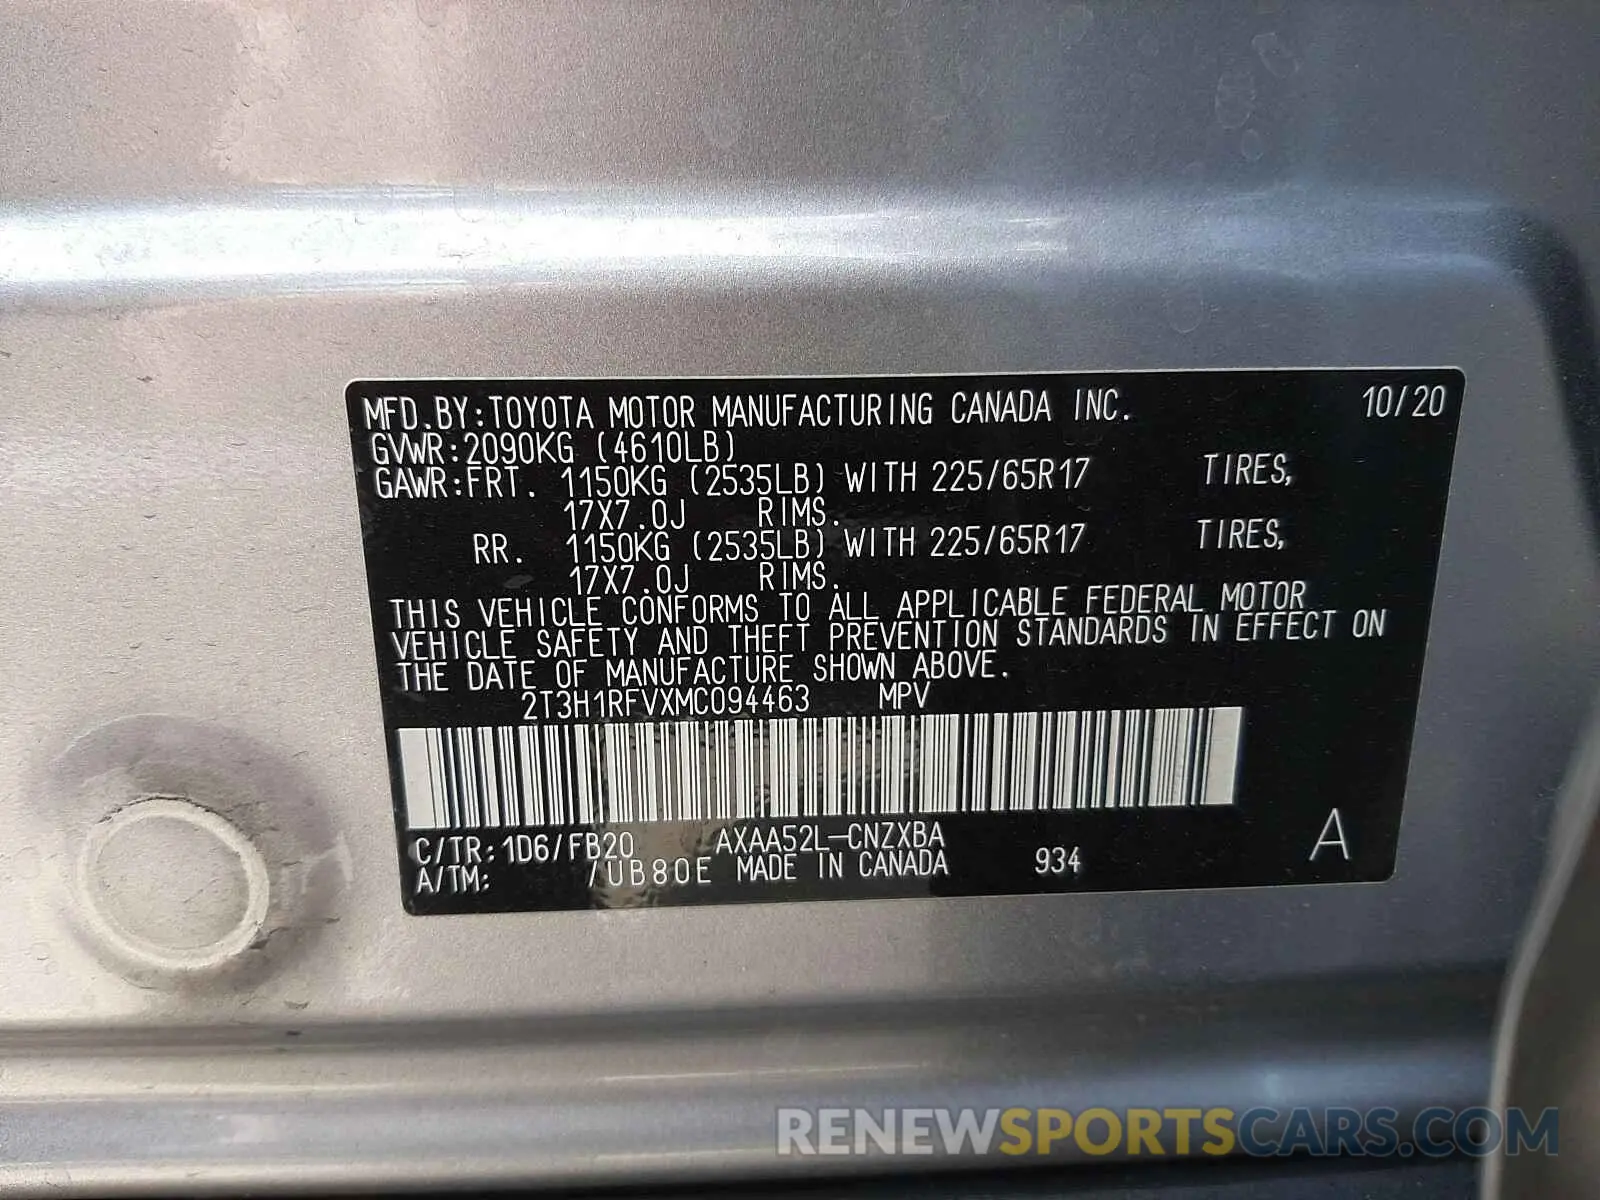 MFD.BY:TOYOTA MOTOR MANUFACTURING CANADA INC. 10/20
GVWR:2090KG (4610LB)
GAWR:FRT. 1150KG (2535LB) WITH 225/65R17 TIRES,
17X7.0J RIMS.
RR. 1150KG (2535LB) WITH 225/65R17 TIRES,
17X7.0J RIMS.
THIS VEHICLE CONFORMS TO ALL APPLICABLE FEDERAL MOTOR
VEHICLE SAFETY AND THEFT PREVENTION STANDARDS IN EFFECT ON
THE DATE OF MANUFACTURE SHOWN ABOVE.
2T3H1RFVXMC094463 MPV
C/TR:1D6/FB20 AXAA52L-CNZXBA
A/TM: /UB80E MADE IN CANADA 934 A
RENEWSPORTSCARS.COM